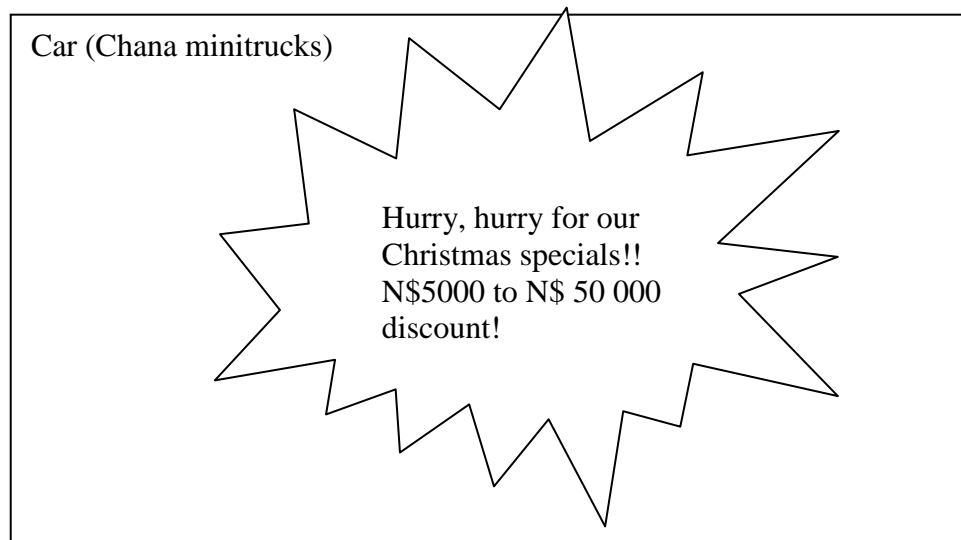 Car (Chana minitrucks)
Hurry, hurry for our
Christmas specials!!
N$5000 to N$ 50 000
discount!